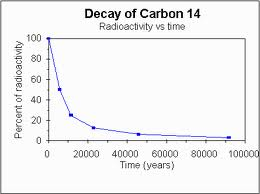 Decay of Carbon 14
Radioactivity vs time
Percent of radioactivity
100
80
60
40
20
0
0 20000 40000 60000 80000 100000
Time (years)